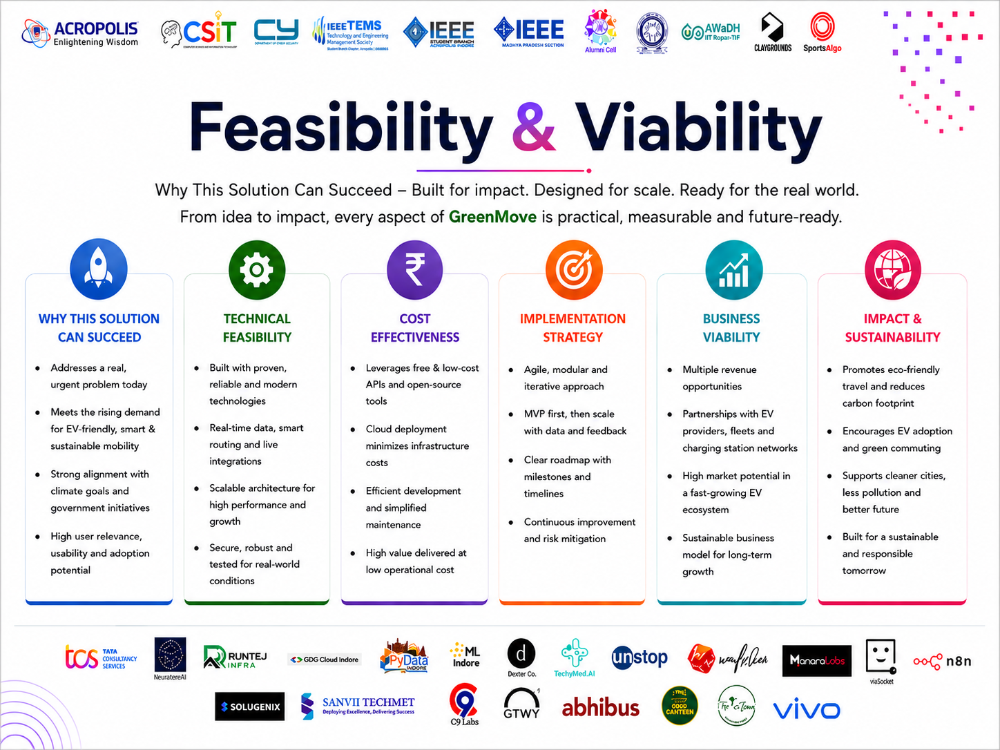 ACROPOLIS
Enlightening Wisdom
CSiT
COMPUTER SCIENCE AND INFORMATION TECHNOLOGY
CY
DEPARTMENT OF CYBER SECURITY
IEEE TEMS
Technology and Engineering
Management Society
Student Branch Chapter, Acropolis |
IEEE
STUDENT BRANCH
ACROPOLIS INDORE
IEEE
MADHYA PRADESH SECTION
Alumni Cell
AWaDH
IIT Ropar-TIF
CLAYGROUNDS
SportsAlgo
Feasibility & Viability
Why This Solution Can Succeed – Built for impact. Designed for scale. Ready for the real world.
From idea to impact, every aspect of GreenMove is practical, measurable and future-ready.
WHY THIS SOLUTION
CAN SUCCEED
• Addresses a real,
urgent problem today
• Meets the rising demand
for EV-friendly, smart &
sustainable mobility
• Strong alignment with
climate goals and
government initiatives
• High user relevance,
usability and adoption
potential
TECHNICAL
FEASIBILITY
• Built with proven,
reliable and modern
technologies
• Real-time data, smart
routing and live
integrations
• Scalable architecture for
high performance and
growth
• Secure, robust and
tested for real-world
conditions
₹
COST
EFFECTIVENESS
• Leverages free & low-cost
APIs and open-source
tools
• Cloud deployment
minimizes infrastructure
costs
• Efficient development
and simplified
maintenance
• High value delivered at
low operational cost
IMPLEMENTATION
STRATEGY
• Agile, modular and
iterative approach
• MVP first, then scale
with data and feedback
• Clear roadmap with
milestones and
timelines
• Continuous improvement
and risk mitigation
BUSINESS
VIABILITY
• Multiple revenue
opportunities
• Partnerships with EV
providers, fleets and
charging station networks
• High market potential in
a fast-growing EV
ecosystem
• Sustainable business
model for long-term
growth
IMPACT &
SUSTAINABILITY
• Promotes eco-friendly
travel and reduces
carbon footprint
• Encourages EV adoption
and green commuting
• Supports cleaner cities,
less pollution and
better future
• Built for a sustainable
and responsible
tomorrow
tcs TATA
CONSULTANCY
SERVICES
NeuratereAI
RUNTEJ
INFRA
GDG Cloud Indore
PyData
INDORE
ML
Indore
d
Dexter Co.
TechyMed.AI
unstop
ManaraLabs
viaSocket
n8n
SOLUGENIX
SANVII TECHMET
Deploying Excellence, Delivering Success
C9 Labs
GTWY
abhibus
GOOD
CANTEEN
vivo